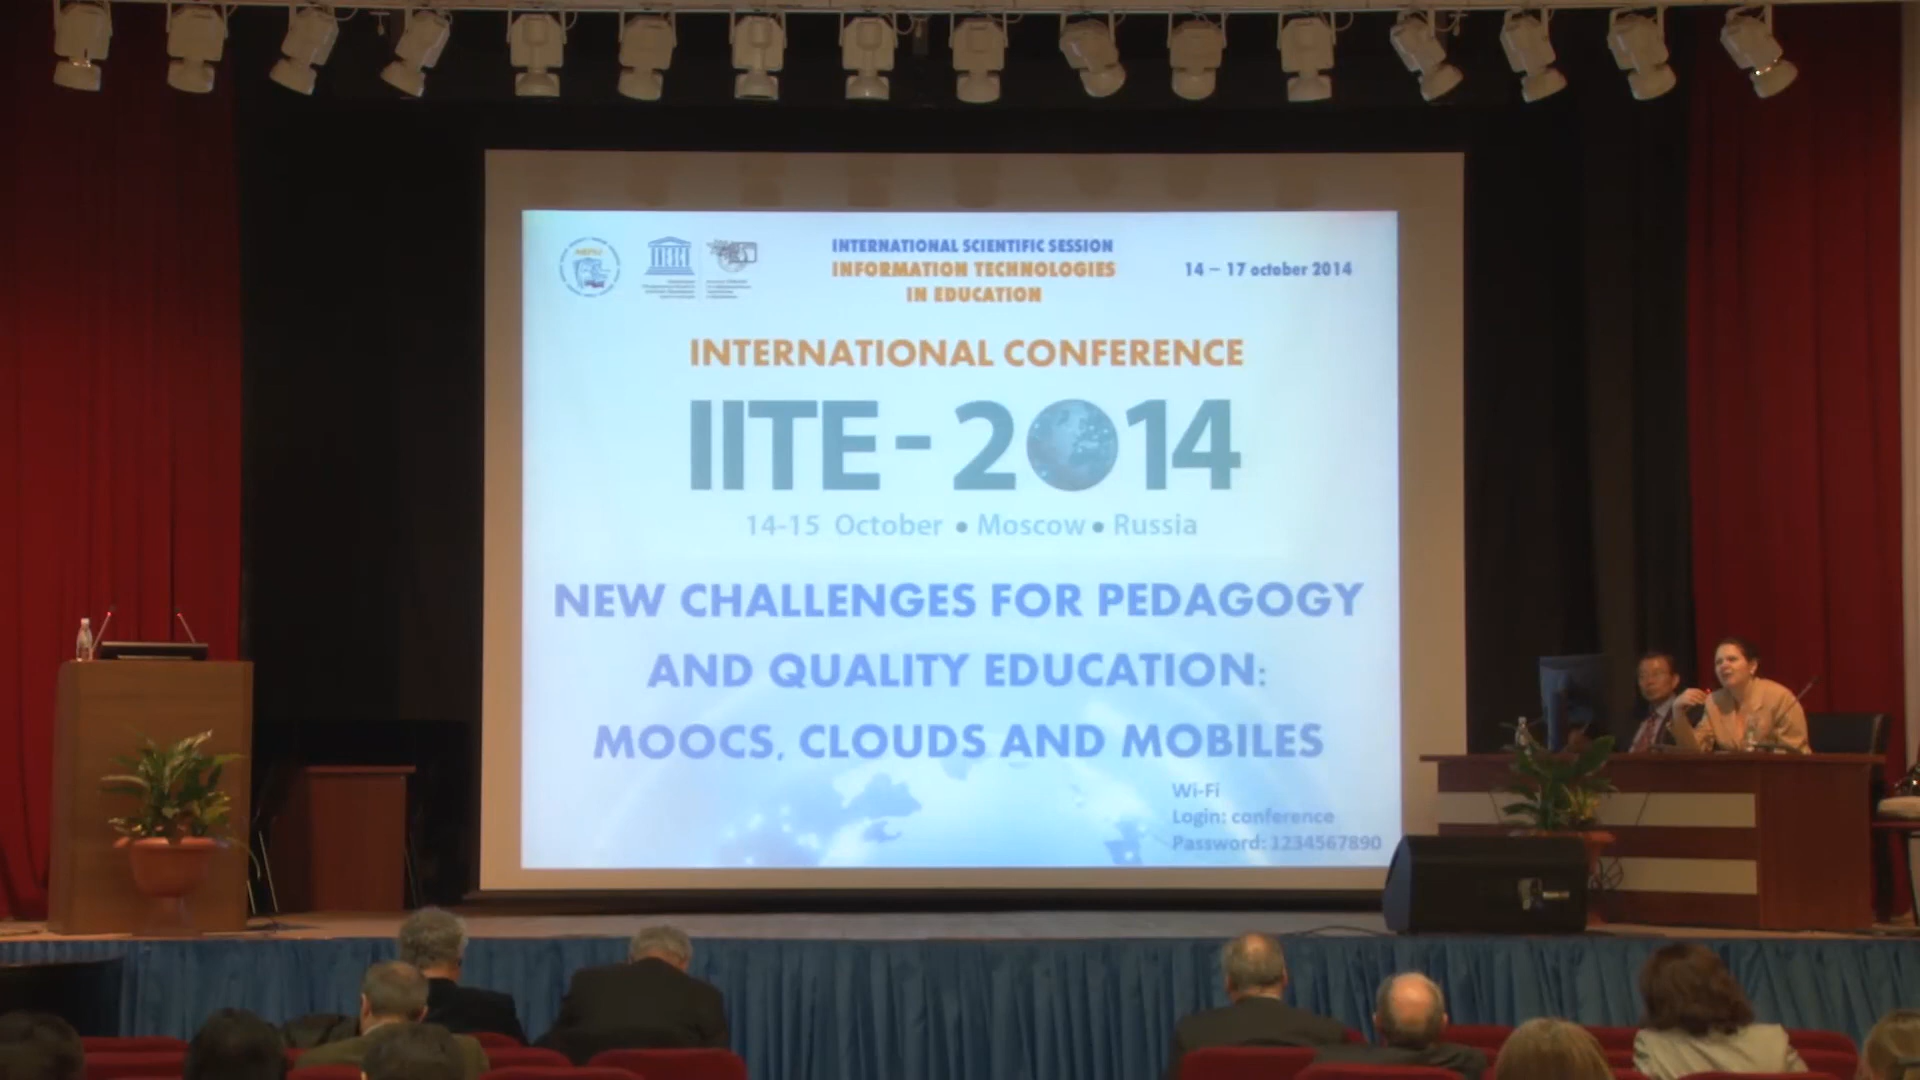 INTERNATIONAL SCIENTIFIC SESSION
INFORMATION TECHNOLOGIES
IN EDUCATION
14 – 17 october 2014
UNESCO
INTERNATIONAL CONFERENCE
IITE - 2014
14-15 October • Moscow • Russia
NEW CHALLENGES FOR PEDAGOGY
AND QUALITY EDUCATION:
MOOCS, CLOUDS AND MOBILES
Wi-Fi
Login: conference
Password: 1234567890